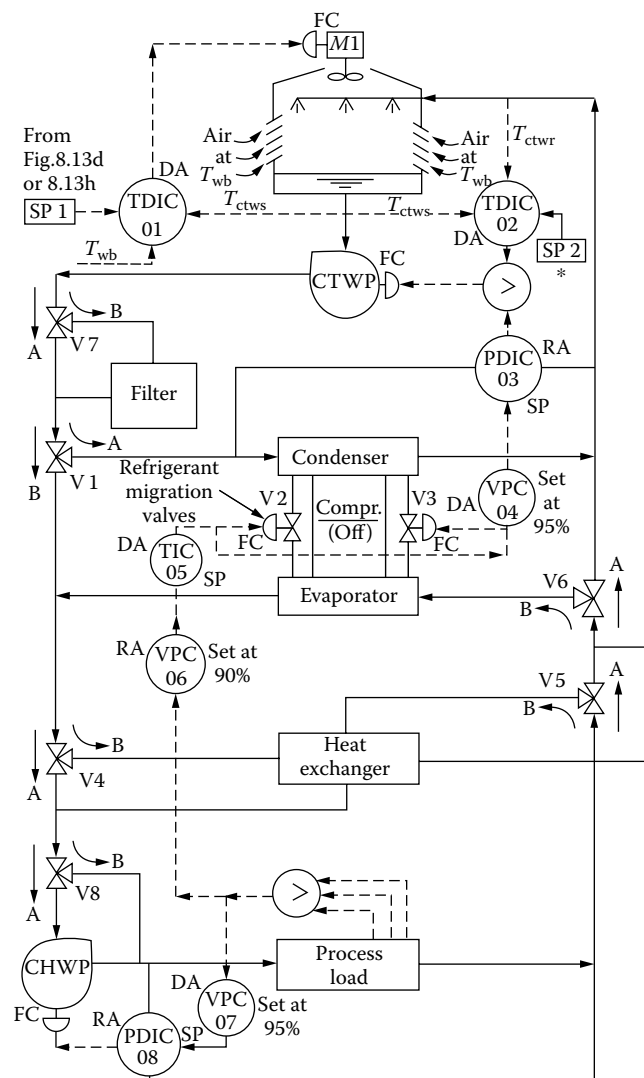 FC
M1
From
Fig.8.13d
or 8.13h
SP 1
DA
TDIC
01
Twb
Air
at
Twb
Air
at
Twb
Tctws
Tctws
Tctwr
TDIC
02
DA
SP 2
*
CTWP
FC
>
A
B
V7
Filter
PDIC
03
RA
SP
A
B
V1
Condenser
Refrigerant
migration
valves
V2
FC
Compr.
(Off)
V3
FC
DA
VPC
04
Set
at
95%
DA
TIC
05
SP
Evaporator
V6
A
B
RA
VPC
06
Set at
90%
V5
A
B
B
A
V4
Heat
exchanger
B
A
V8
>
CHWP
Process
load
DA
VPC
07
Set at
95%
FC
RA
PDIC
08
SP